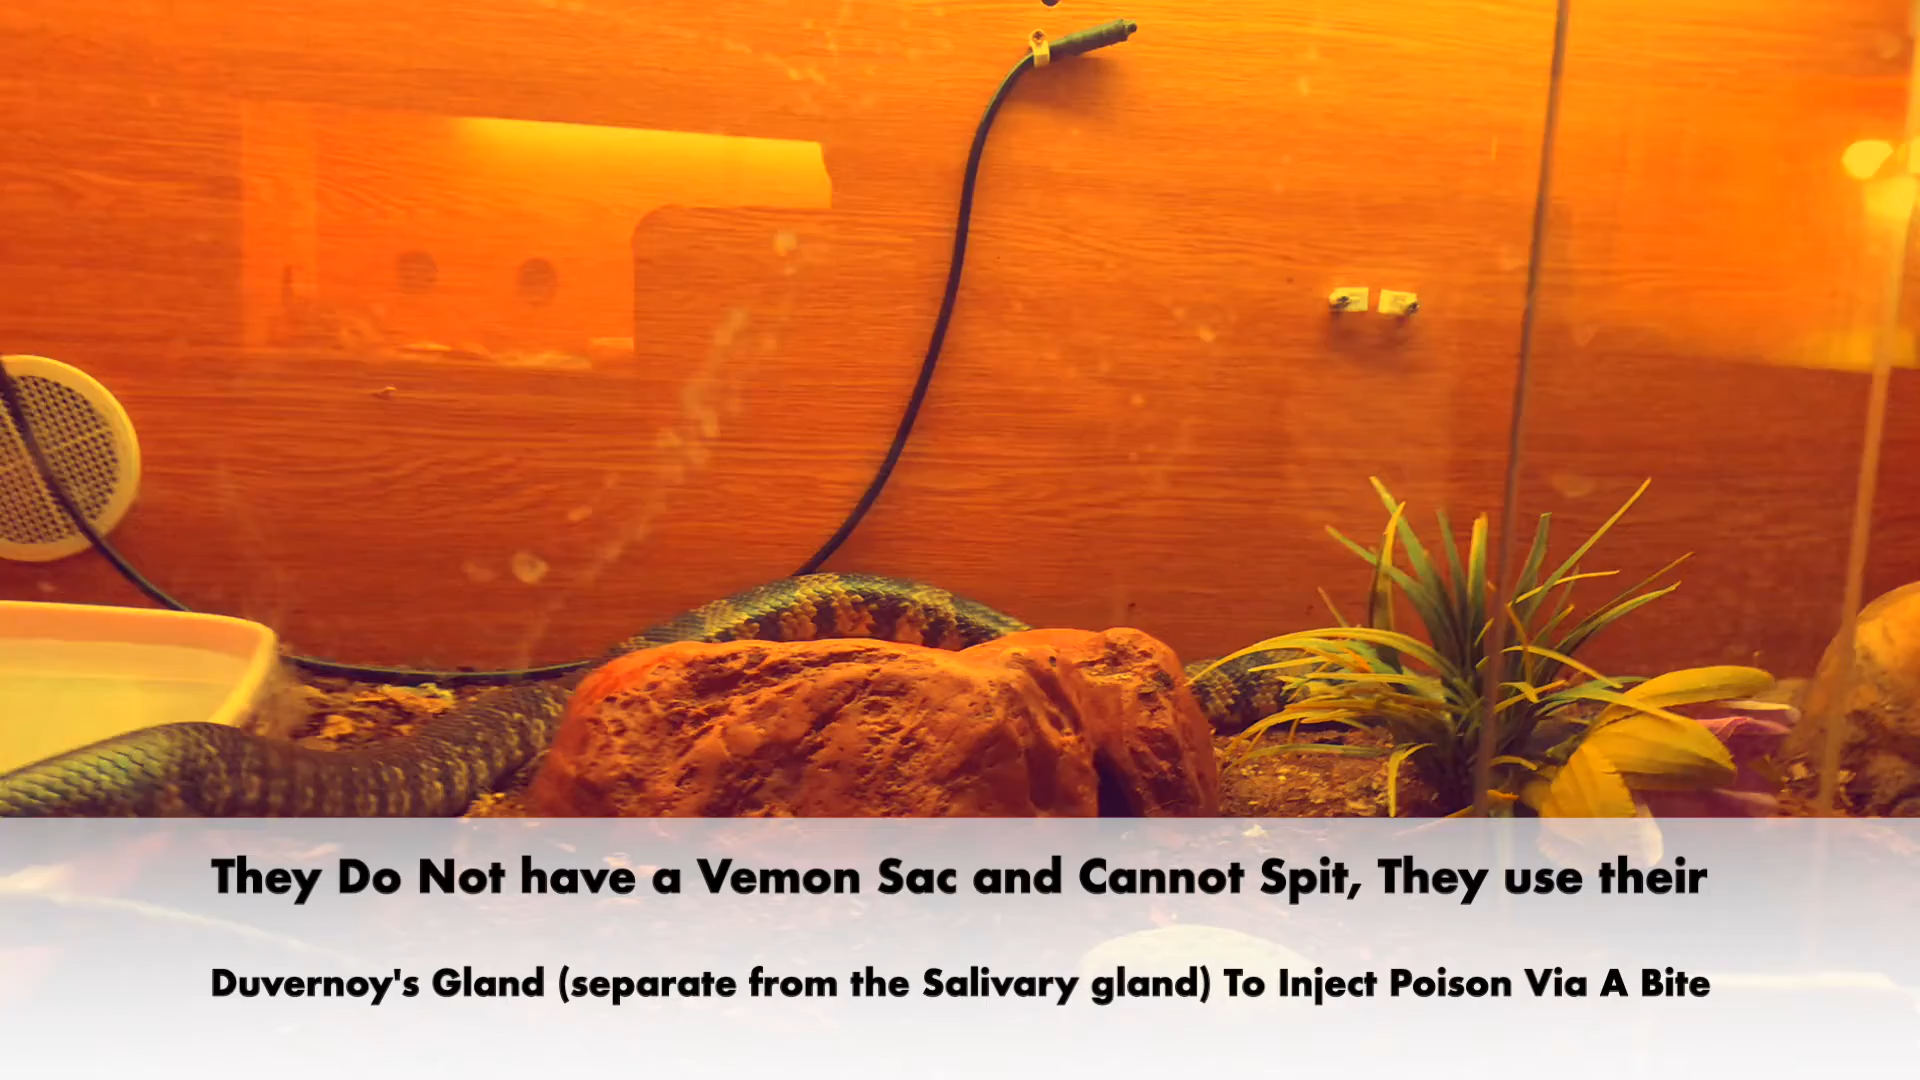 They Do Not have a Vemon Sac and Cannot Spit, They use their
Duvernoy's Gland (separate from the Salivary gland) To Inject Poison Via A Bite